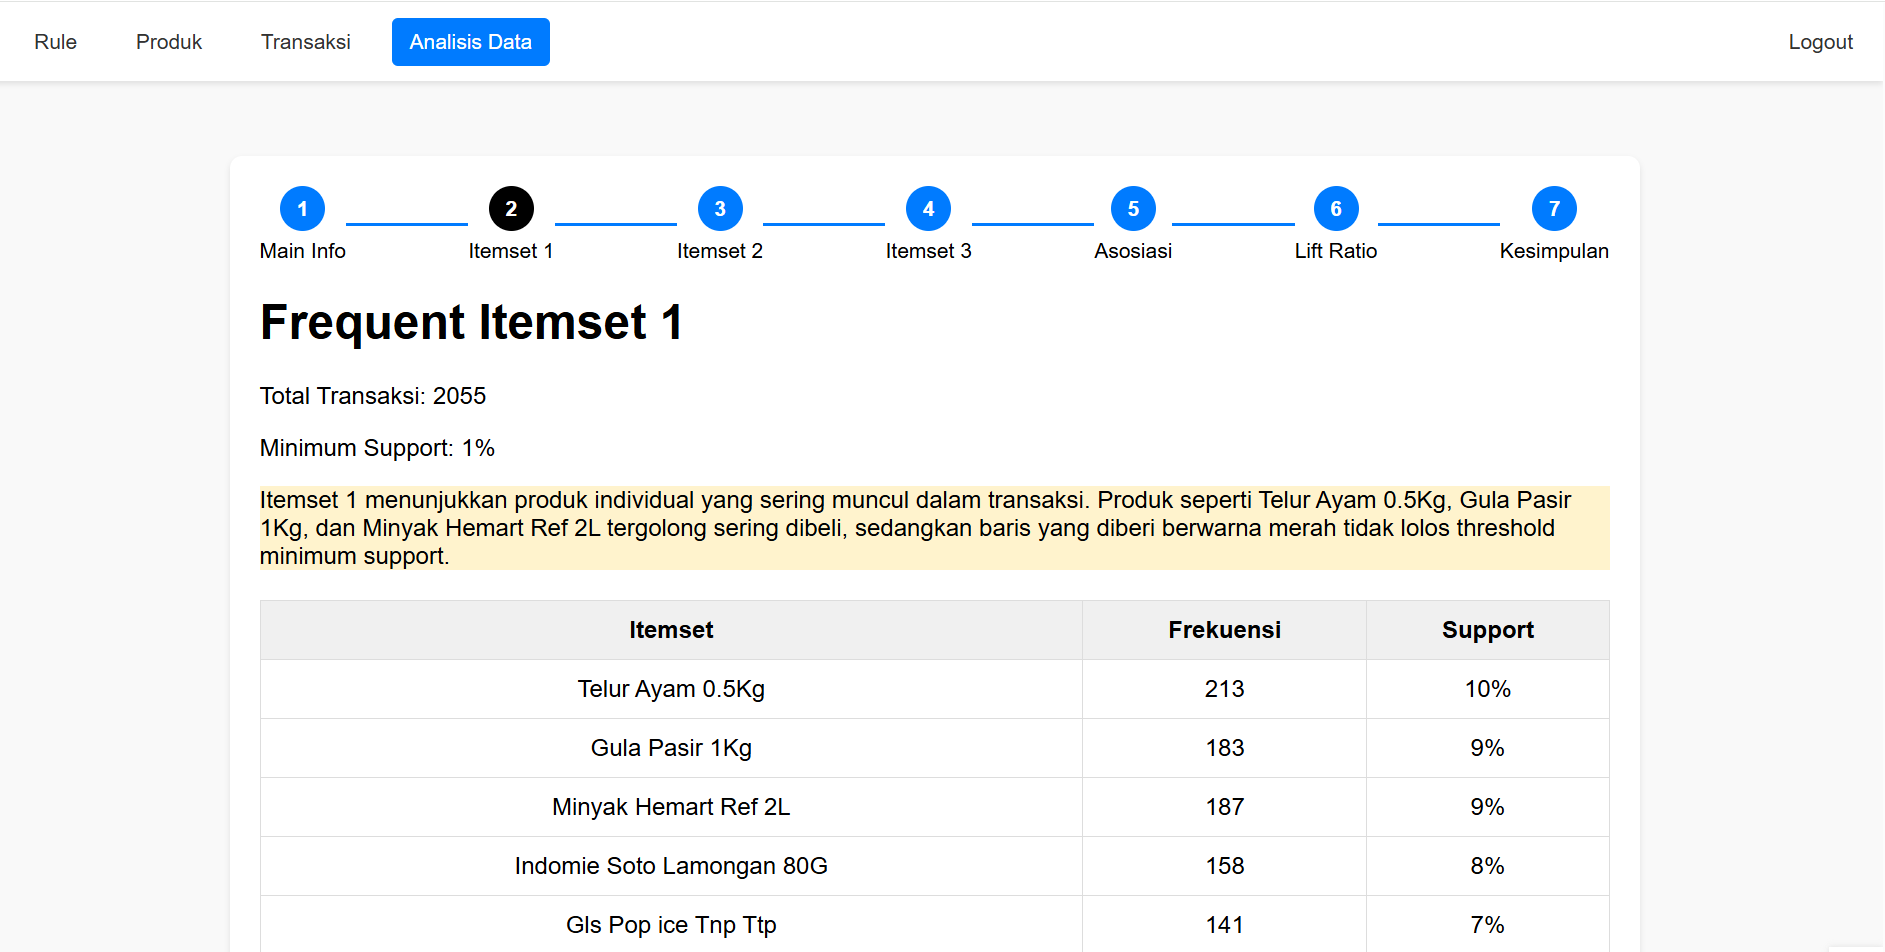 Rule Produk Transaksi Analisis Data Logout
1 2 3 4 5 6 7
Main Info Itemset 1 Itemset 2 Itemset 3 Asosiasi Lift Ratio Kesimpulan
Frequent Itemset 1
Total Transaksi: 2055
Minimum Support: 1%
Itemset 1 menunjukkan produk individual yang sering muncul dalam transaksi. Produk seperti Telur Ayam 0.5Kg, Gula Pasir
1Kg, dan Minyak Hemart Ref 2L tergolong sering dibeli, sedangkan baris yang diberi berwarna merah tidak lolos threshold
minimum support.
Itemset Frekuensi Support
Telur Ayam 0.5Kg 213 10%
Gula Pasir 1Kg 183 9%
Minyak Hemart Ref 2L 187 9%
Indomie Soto Lamongan 80G 158 8%
Gls Pop ice Tnp Ttp 141 7%